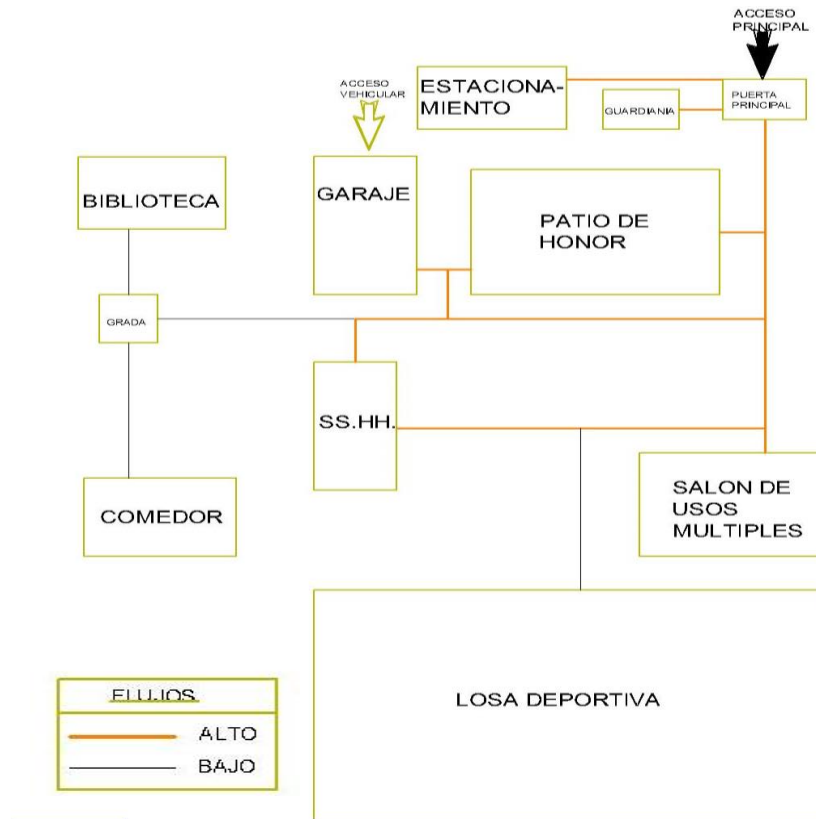 ACCESO
PRINCIPAL
ACCESO
VEHICULAR
ESTACIONA-
MIENTO
GUARDIANIA
PUERTA
PRINCIPAL
BIBLIOTECA
GARAJE
PATIO DE
HONOR
GRADA
SS.HH.
COMEDOR
SALON DE
USOS
MULTIPLES
LOSA DEPORTIVA
FLUJOS
ALTO
BAJO